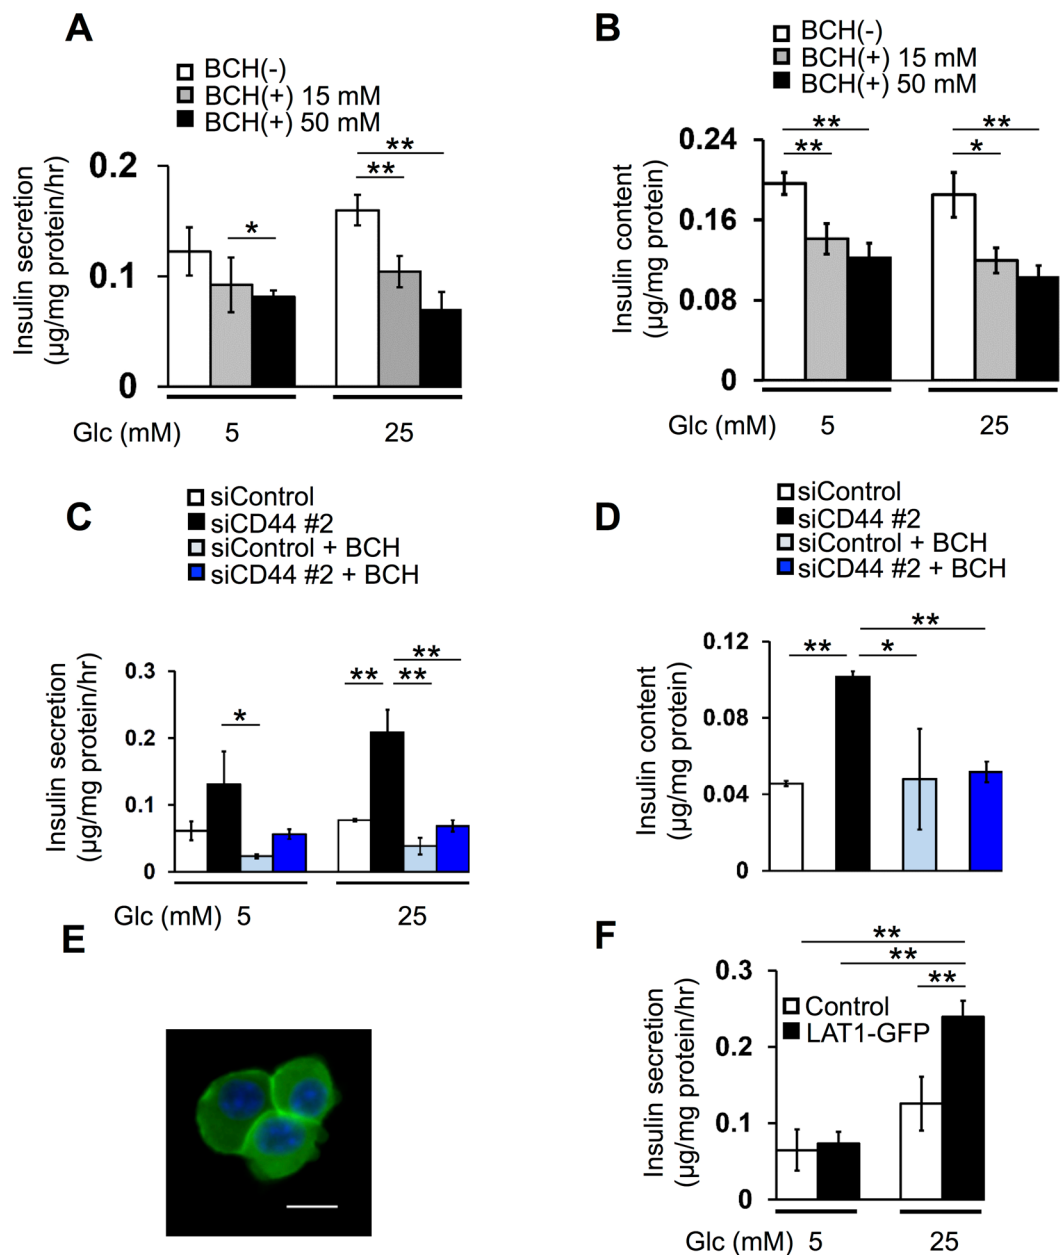 A
BCH(-)
BCH(+) 15 mM
BCH(+) 50 mM
Insulin secretion
(µg/mg protein/hr)
0.2
0.1
0
**
**
*
Glc (mM) 5 25
B
BCH(-)
BCH(+) 15 mM
BCH(+) 50 mM
Insulin content
(µg/mg protein)
0.24
0.16
0.08
0
**
**
**
*
Glc (mM) 5 25
C
siControl
siCD44 #2
siControl + BCH
siCD44 #2 + BCH
Insulin secretion
(µg/mg protein/hr)
0.3
0.2
0.1
0
*
**
**
**
Glc (mM) 5 25
D
siControl
siCD44 #2
siControl + BCH
siCD44 #2 + BCH
Insulin content
(µg/mg protein)
0.12
0.08
0.04
0
**
**
*
E
F
**
**
**
Insulin secretion
(µg/mg protein/hr)
0.3
0.2
0.1
0
Control
LAT1-GFP
Glc (mM) 5 25